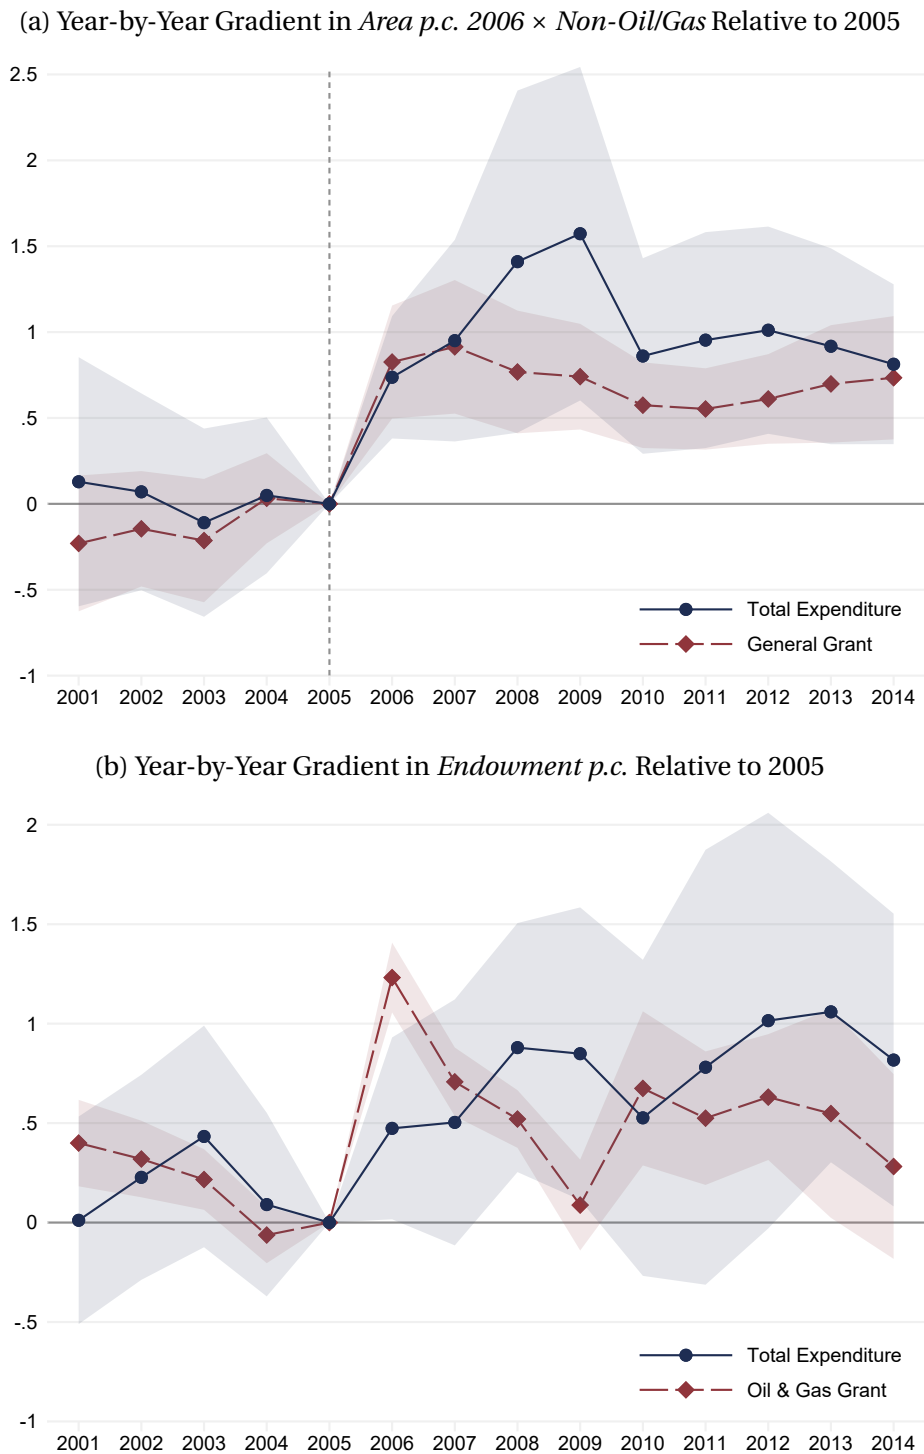 (a) Year-by-Year Gradient in Area p.c. 2006 × Non-Oil/Gas Relative to 2005
2.5
2
1.5
1
.5
0
-.5
-1
Total Expenditure
General Grant
2001 2002 2003 2004 2005 2006 2007 2008 2009 2010 2011 2012 2013 2014
(b) Year-by-Year Gradient in Endowment p.c. Relative to 2005
2
1.5
1
.5
0
-.5
-1
Total Expenditure
Oil & Gas Grant
2001 2002 2003 2004 2005 2006 2007 2008 2009 2010 2011 2012 2013 2014